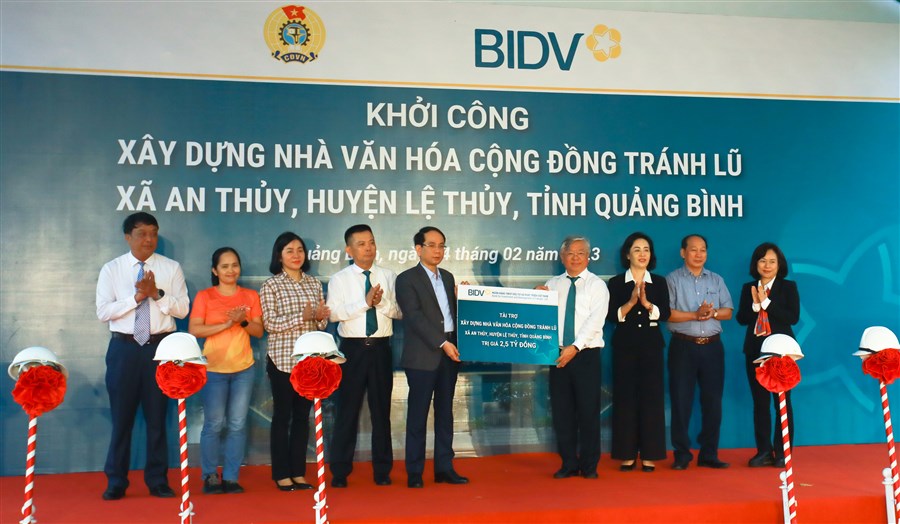 CĐVN
BIDV
KHỞI CÔNG
XÂY DỰNG NHÀ VĂN HÓA CỘNG ĐỒNG TRÁNH LŨ
XÃ AN THỦY, HUYỆN LỆ THỦY, TỈNH QUẢNG BÌNH
tháng 02 năm
BIDV
TÀI TRỢ
XÂY DỰNG NHÀ VĂN HÓA CỘNG ĐỒNG TRÁNH LŨ
XÃ AN THỦY, HUYỆN LỆ THỦY, TỈNH QUẢNG BÌNH
TRỊ GIÁ 2,5 TỶ ĐỒNG